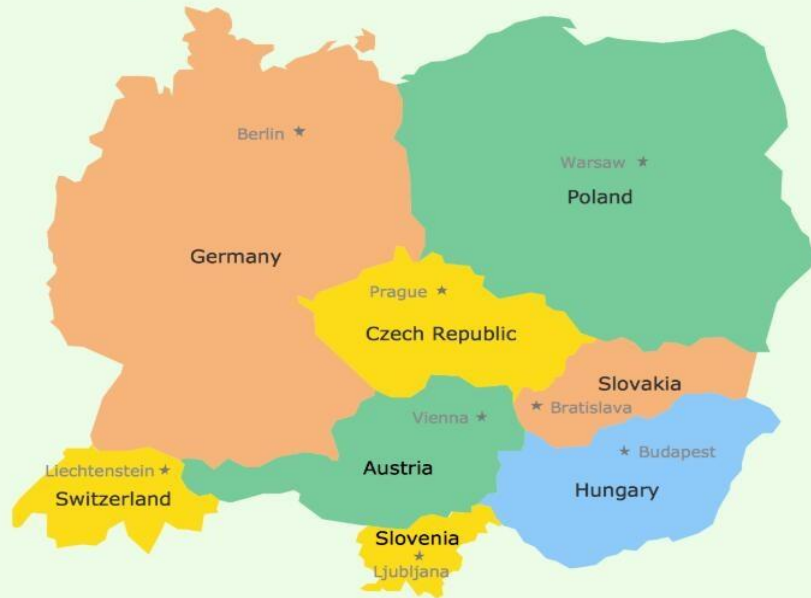 Berlin
Warsaw
Poland
Germany
Prague
Czech Republic
Slovakia
Bratislava
Vienna
Budapest
Austria
Liechtenstein
Switzerland
Hungary
Slovenia
Ljubljana